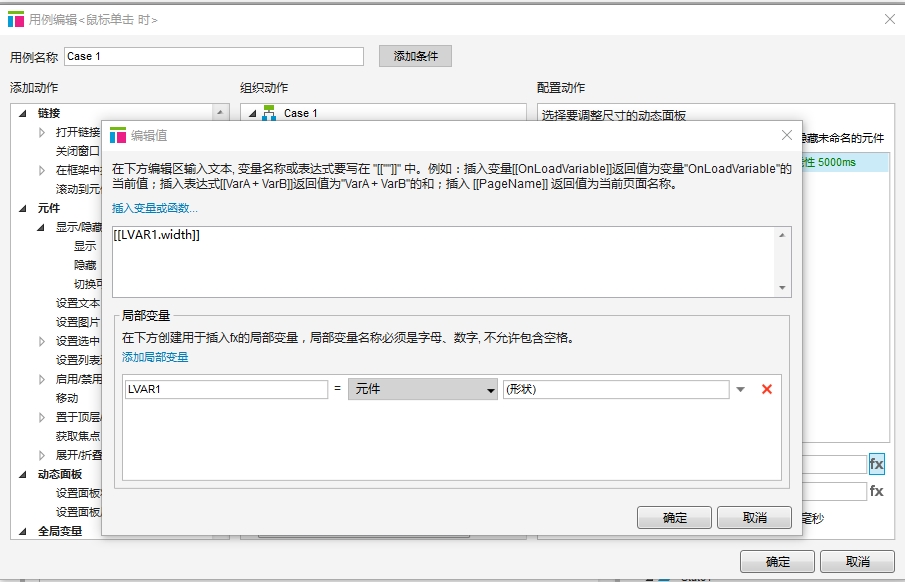 用例编辑<鼠标单击 时>
用例名称 Case 1 添加条件
添加动作 组织动作 配置动作
链接
打开链接
关闭窗口
在框架中
滚动到元
元件
显示/隐藏
显示
隐藏
切换可
设置文本
设置图片
设置选中
设置列表
启用/禁用
移动
置于顶层
获取焦点
展开/折叠
动态面板
设置面板
设置面板
全局变量
Case 1
选择要调整尺寸的动态面板
隐藏未命名的元件
性 5000ms
fx
fx
毫秒
确定 取消
编辑值
在下方编辑区输入文本, 变量名称或表达式要写在 "[[""]]" 中。例如：插入变量[[OnLoadVariable]]返回值为变量"OnLoadVariable"的
当前值；插入表达式[[VarA + VarB]]返回值为"VarA + VarB"的和；插入 [[PageName]] 返回值为当前页面名称。
插入变量或函数...
[[LVAR1.width]]
局部变量
在下方创建用于插入fx的局部变量，局部变量名称必须是字母、数字, 不允许包含空格。
添加局部变量
LVAR1 = 元件 (形状)
确定 取消